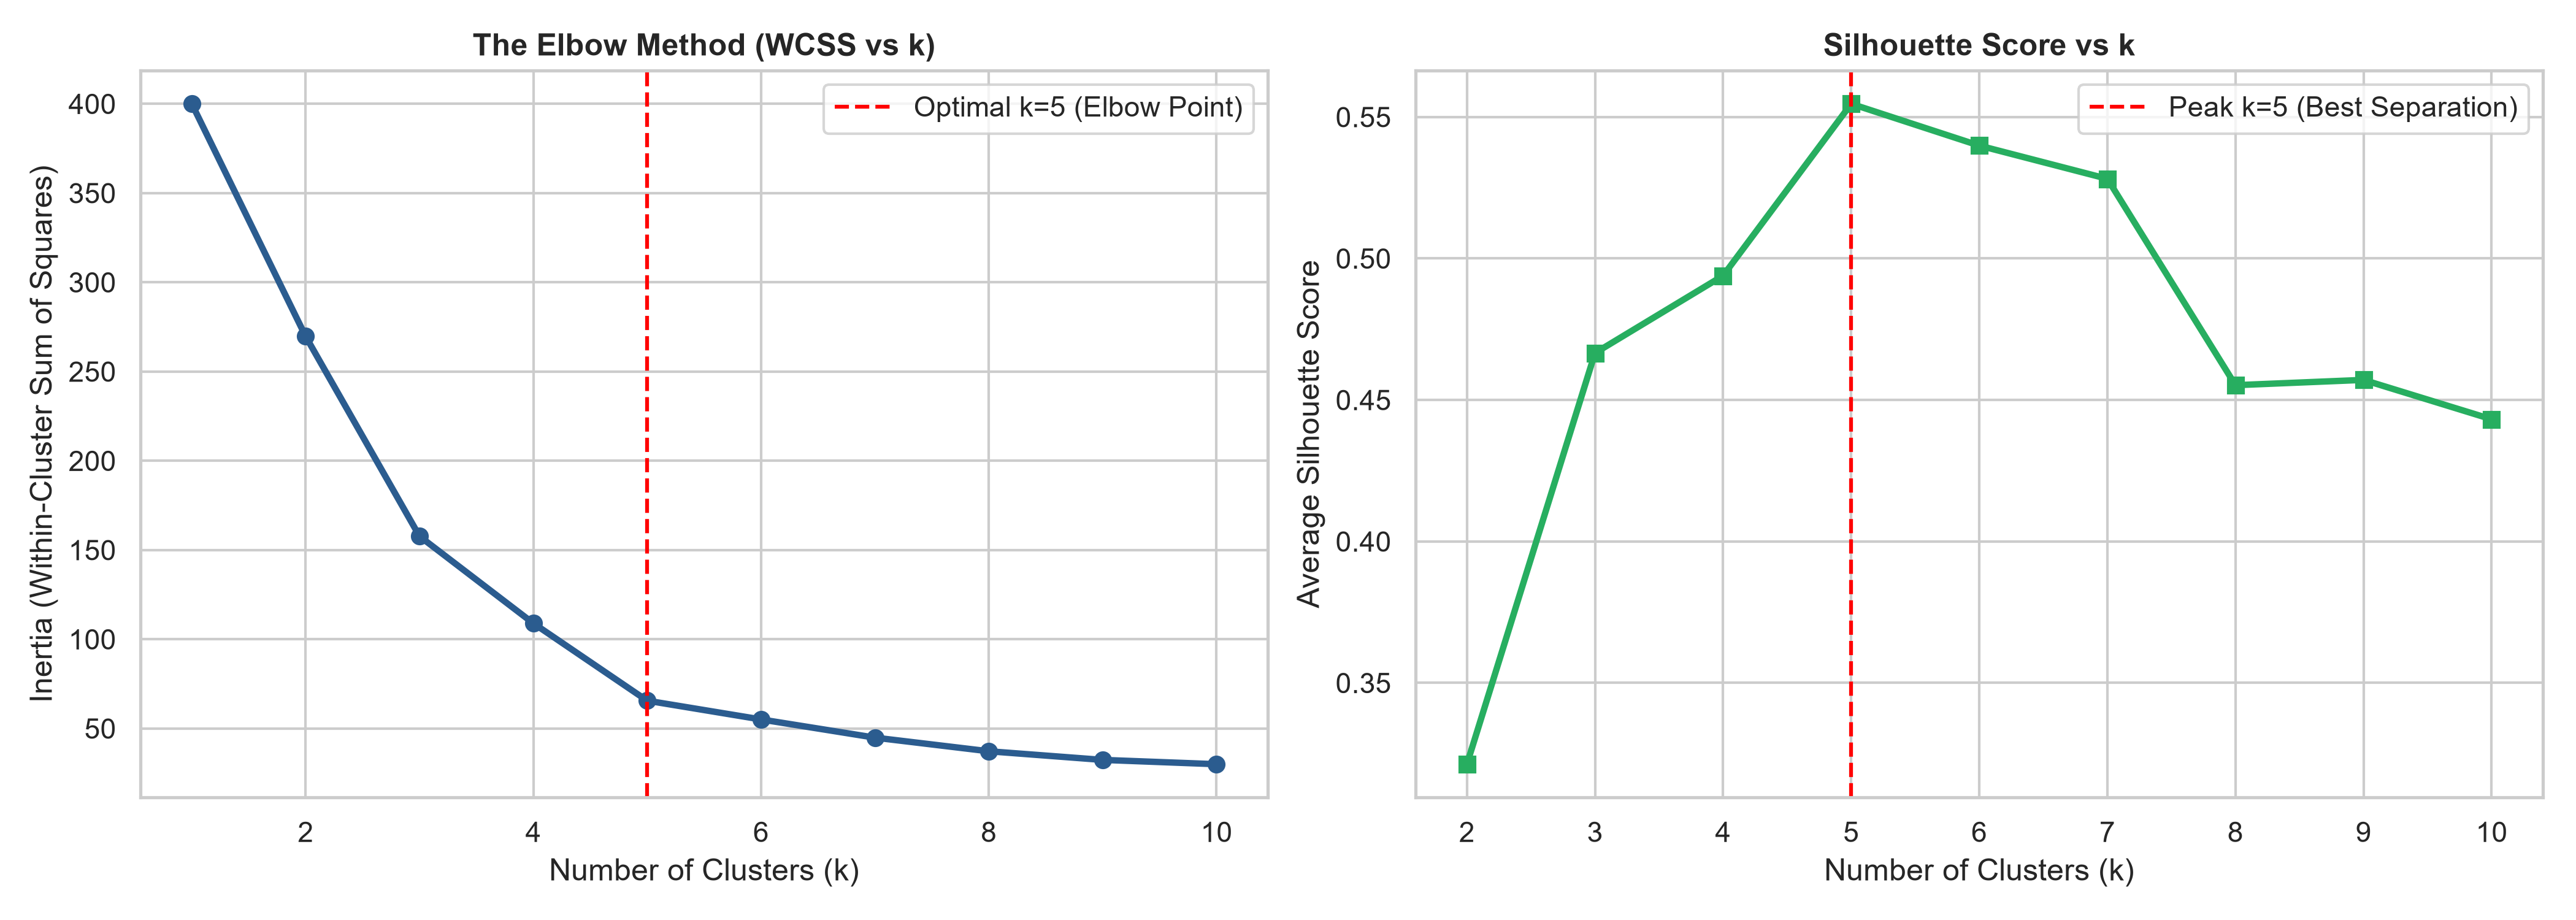 The Elbow Method (WCSS vs k)
Optimal k=5 (Elbow Point)
Inertia (Within-Cluster Sum of Squares)
400
350
300
250
200
150
100
50
2 4 6 8 10
Number of Clusters (k)
Silhouette Score vs k
Peak k=5 (Best Separation)
Average Silhouette Score
0.55
0.50
0.45
0.40
0.35
2 3 4 5 6 7 8 9 10
Number of Clusters (k)